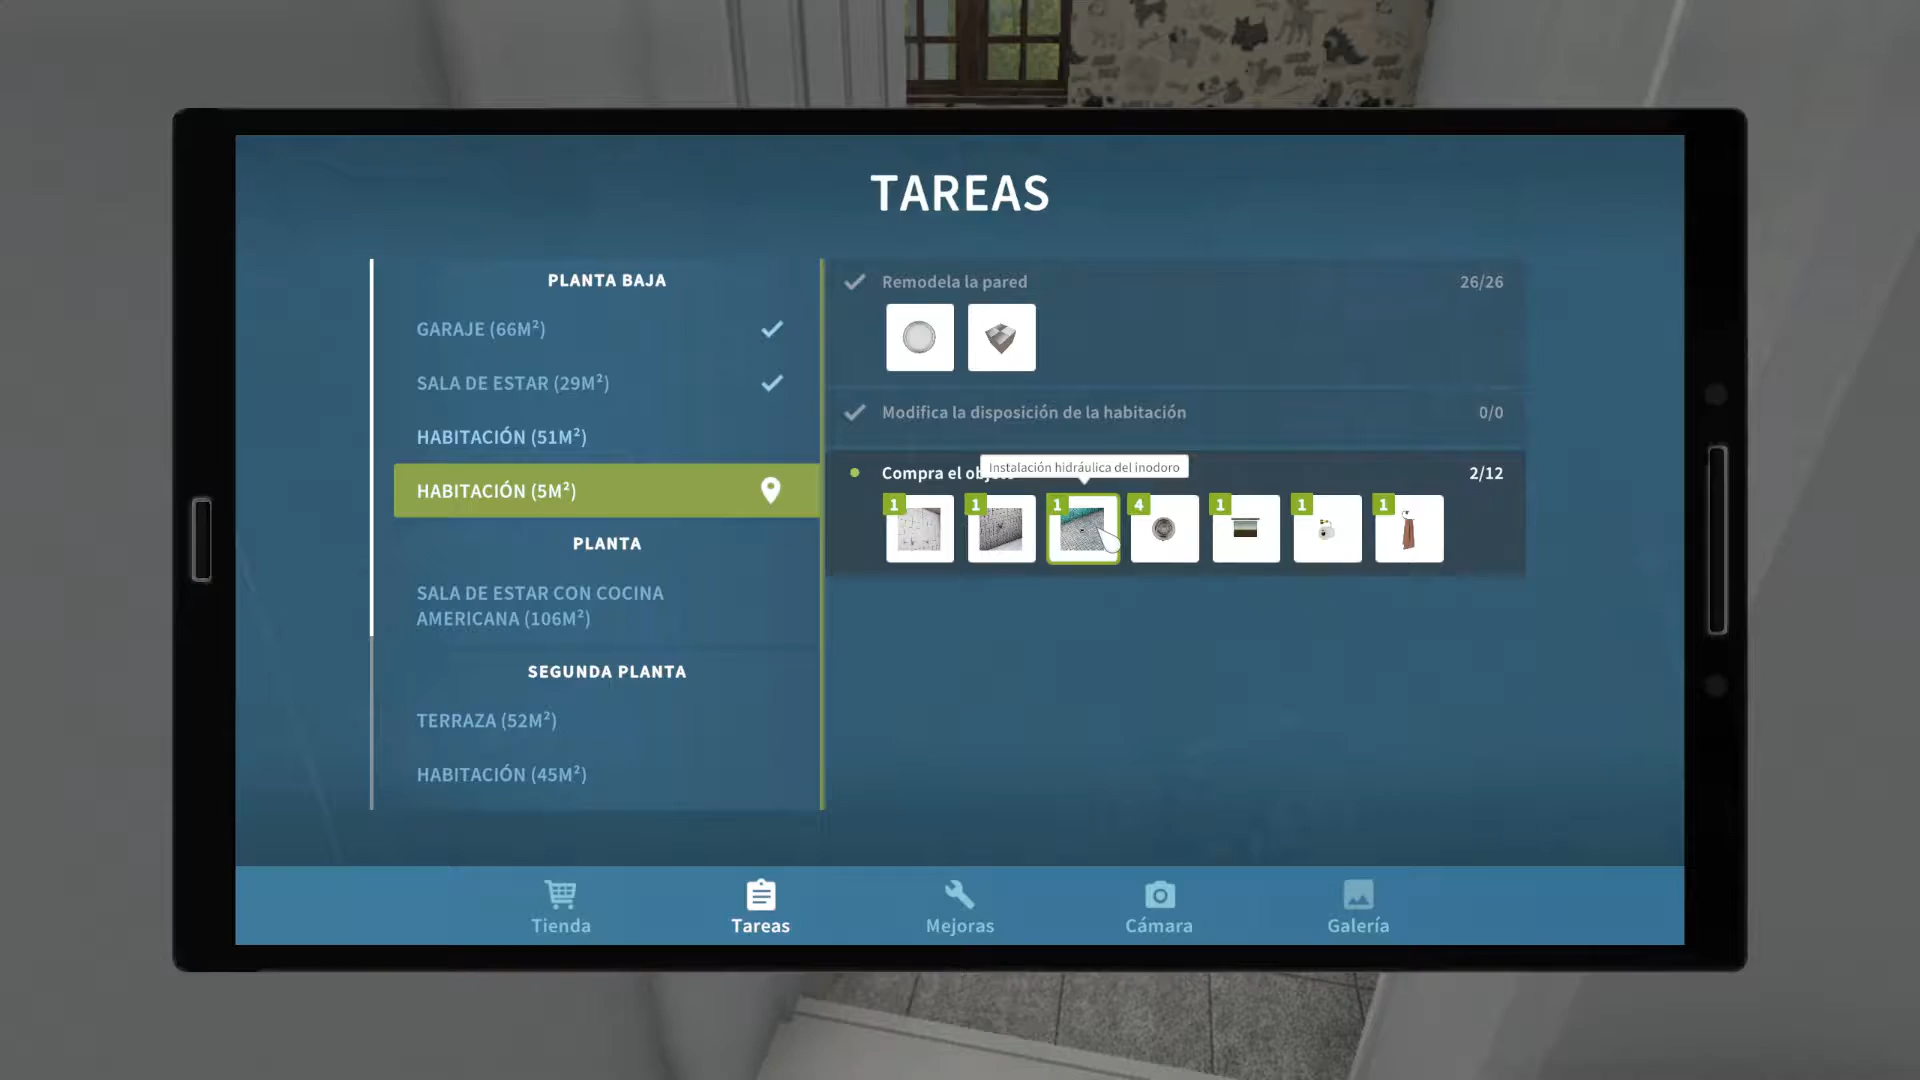 TAREAS
PLANTA BAJA
GARAJE (66M²)
SALA DE ESTAR (29M²)
HABITACIÓN (51M²)
HABITACIÓN (5M²)
PLANTA
SALA DE ESTAR CON COCINA
AMERICANA (106M²)
SEGUNDA PLANTA
TERRAZA (52M²)
HABITACIÓN (45M²)
Remodela la pared 26/26
Modifica la disposición de la habitación 0/0
Instalación hidráulica del inodoro
Compra el 2/12
1 1 1 4 1 1 1
Tienda
Tareas
Mejoras
Cámara
Galería